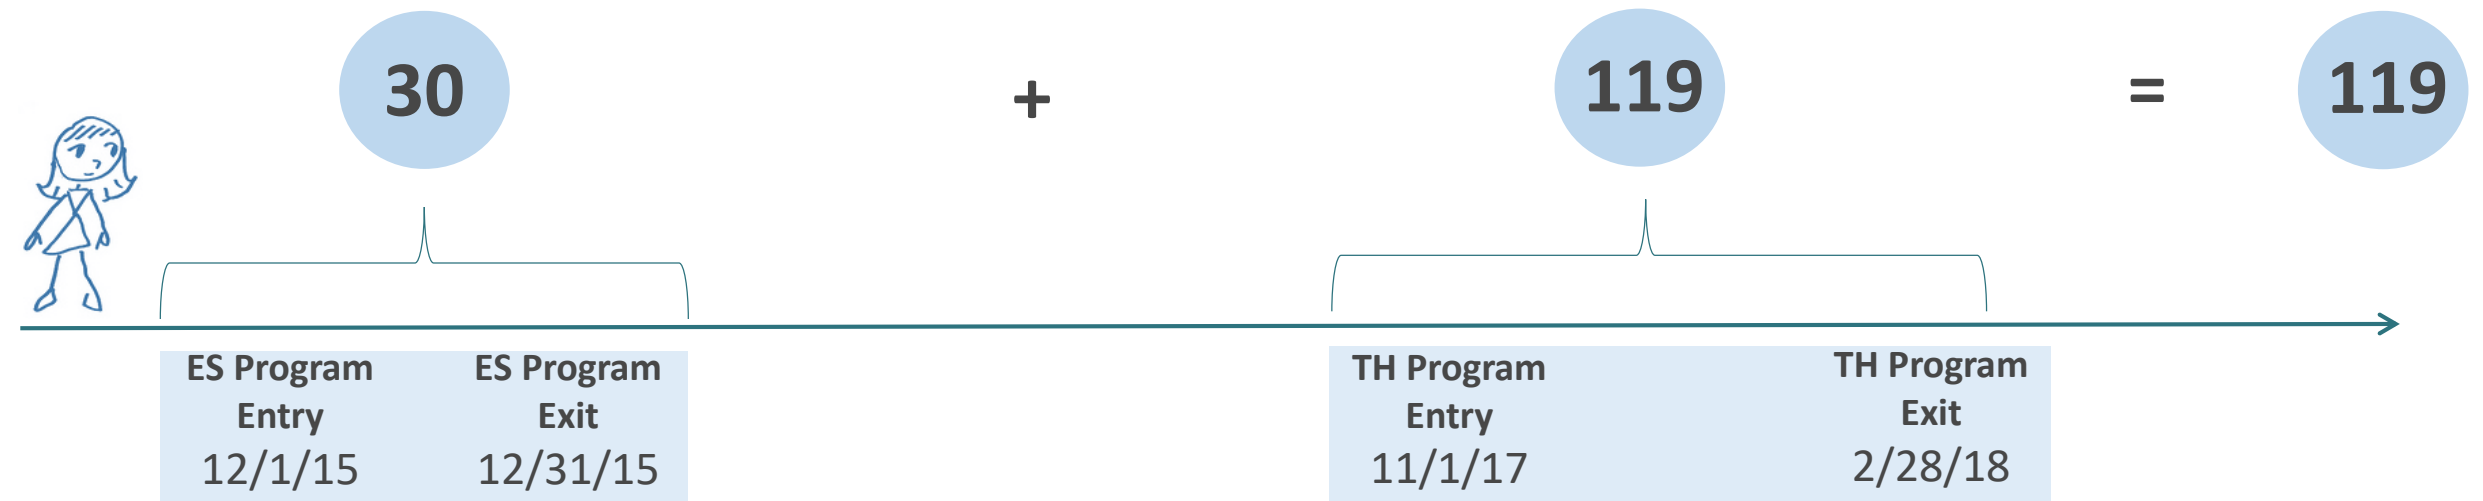 30
+
119
=
119
ES Program
Entry
12/1/15
ES Program
Exit
12/31/15
TH Program
Entry
11/1/17
TH Program
Exit
2/28/18